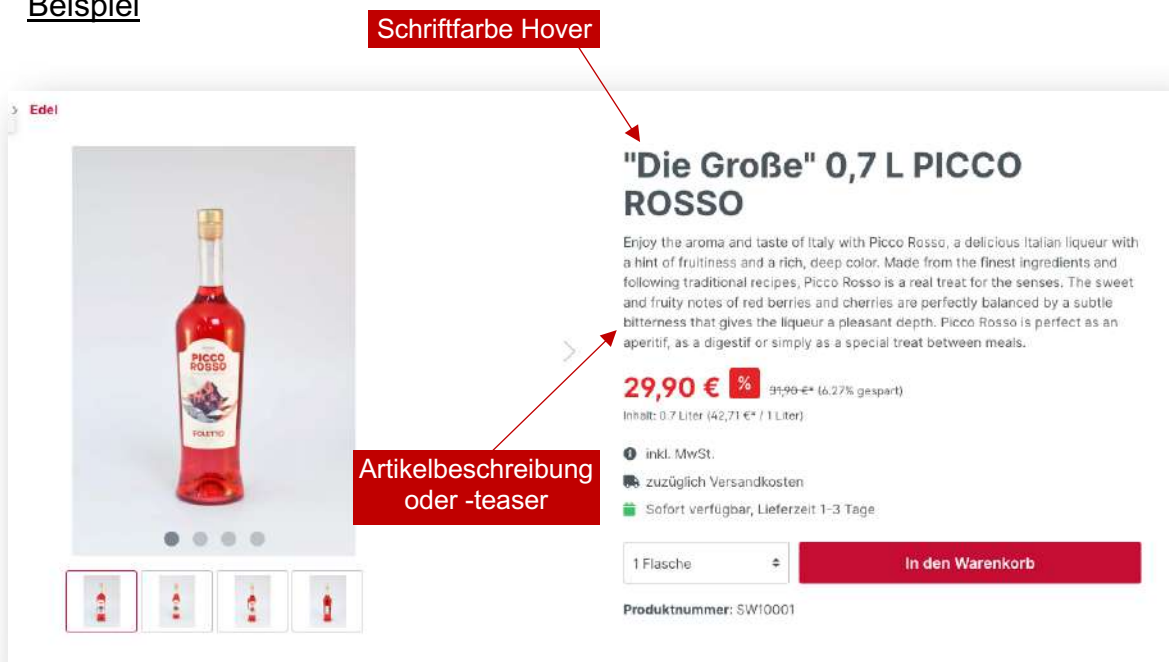 Beispiel
Schriftfarbe Hover
Edel
"Die Große" 0,7 L PICCO
ROSSO
Enjoy the aroma and taste of Italy with Picco Rosso, a delicious Italian liqueur with
a hint of fruitiness and a rich, deep color. Made from the finest ingredients and
following traditional recipes, Picco Rosso is a real treat for the senses. The sweet
and fruity notes of red berries and cherries are perfectly balanced by a subtle
bitterness that gives the liqueur a pleasant depth. Picco Rosso is perfect as an
aperitif, as a digestif or simply as a special treat between meals.
PICCO
ROSSO
FOLETTO
29,90 € % 31,90 €* (6.27% gespart)
Inhalt: 0.7 Liter (42,71 €* / 1 Liter)
Artikelbeschreibung
oder -teaser
inkl. MwSt.
zuzüglich Versandkosten
Sofort verfügbar, Lieferzeit 1-3 Tage
1 Flasche
In den Warenkorb
Produktnummer: SW10001